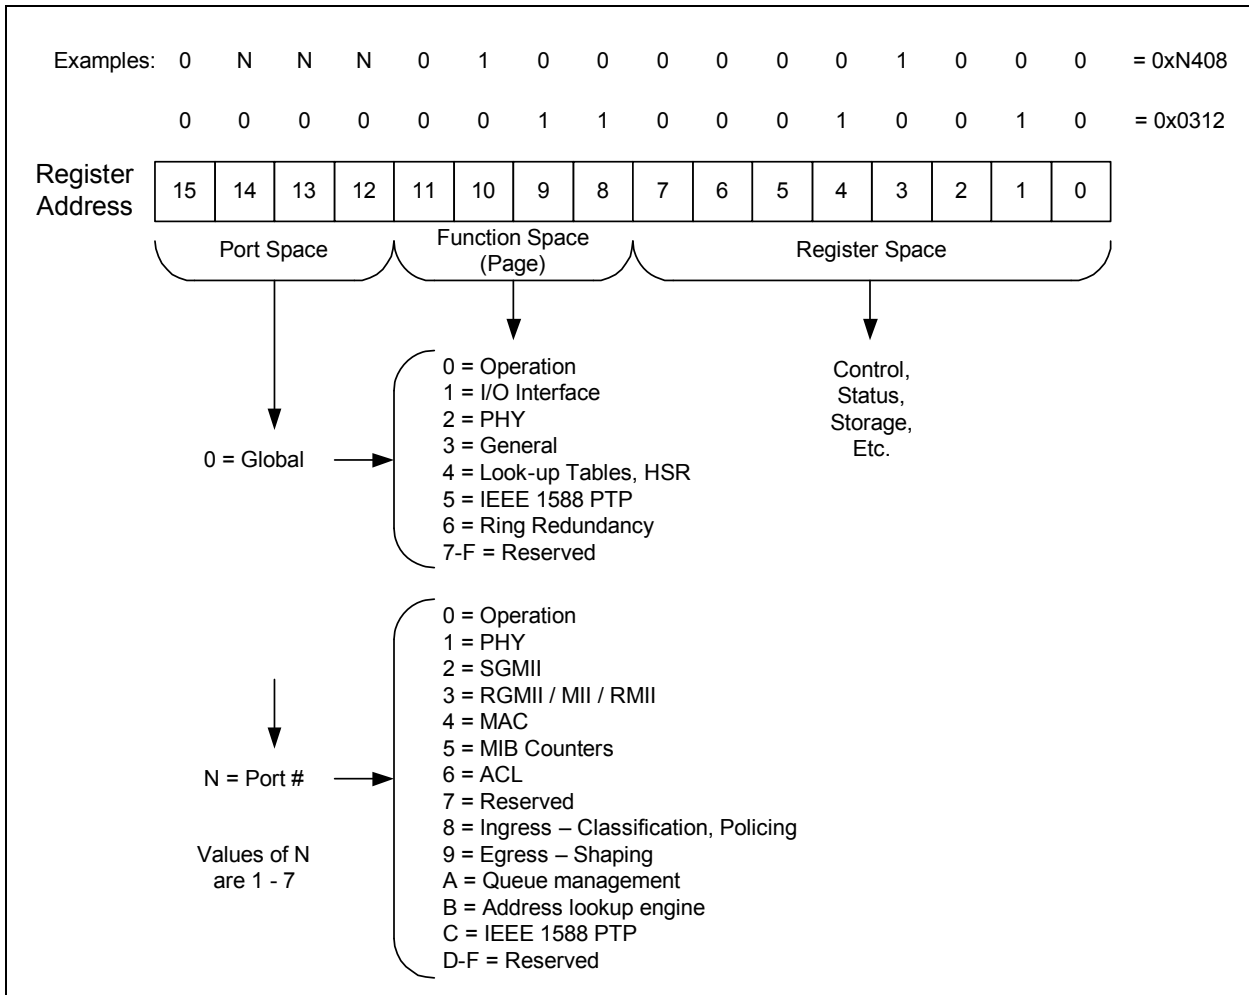 Examples: 0 N N N 0 1 0 0 0 0 0 0 1 0 0 0 = 0xN408
0 0 0 0 0 0 1 1 0 0 0 1 0 0 1 0 = 0x0312
Register
Address
15 14 13 12 11 10 9 8 7 6 5 4 3 2 1 0
Port Space
Function Space
(Page)
Register Space
0 = Global
0 = Operation
1 = I/O Interface
2 = PHY
3 = General
4 = Look-up Tables, HSR
5 = IEEE 1588 PTP
6 = Ring Redundancy
7-F = Reserved
Control,
Status,
Storage,
Etc.
N = Port #
Values of N
are 1 - 7
0 = Operation
1 = PHY
2 = SGMII
3 = RGMII / MII / RMII
4 = MAC
5 = MIB Counters
6 = ACL
7 = Reserved
8 = Ingress – Classification, Policing
9 = Egress – Shaping
A = Queue management
B = Address lookup engine
C = IEEE 1588 PTP
D-F = Reserved